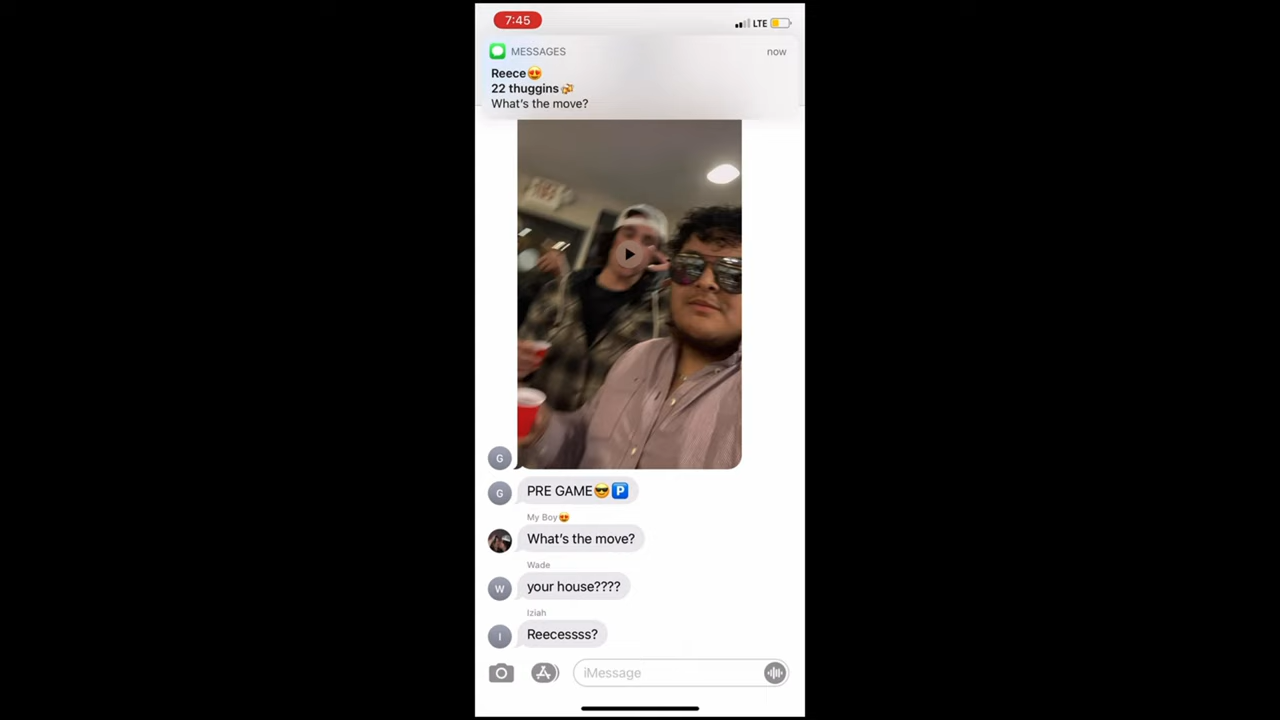 7:45
LTE
MESSAGES
now
Reece😍
22 thuggins🎉
What's the move?
G
G
PRE GAME😎🅿️
My Boy😍
What's the move?
W
Wade
your house????
I
Iziah
Reecessss?
iMessage